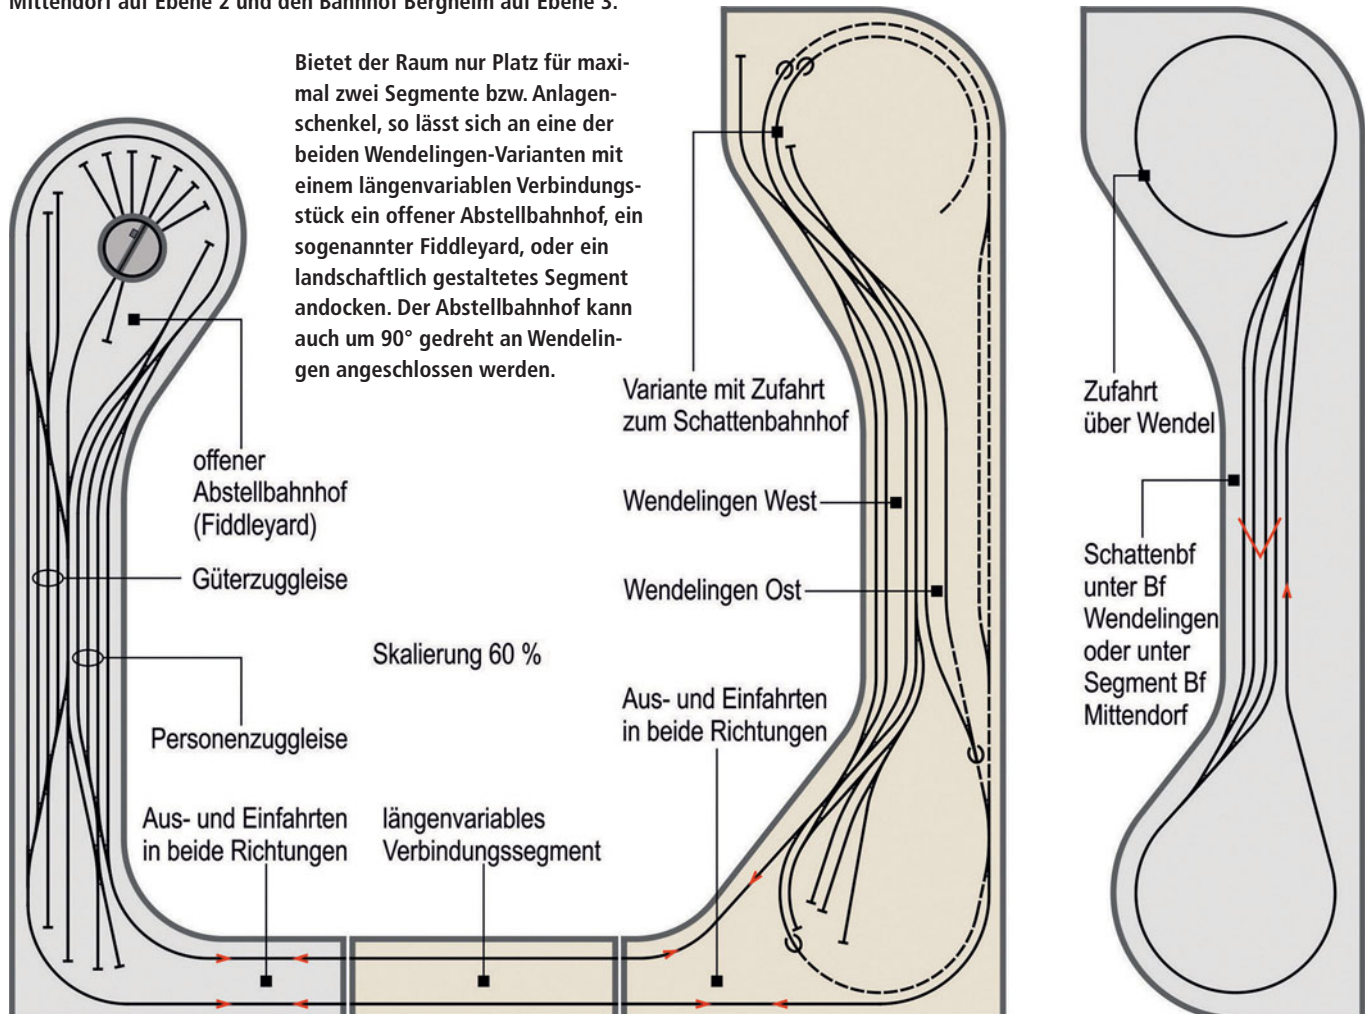 Mittendorf auf Ebene 2 und den Bahnhof Bergheim auf Ebene 3.
Bietet der Raum nur Platz für maxi-
mal zwei Segmente bzw. Anlagen-
schenkel, so lässt sich an eine der
beiden Wendelingen-Varianten mit
einem längenvariablen Verbindungs-
stück ein offener Abstellbahnhof, ein
sogenannter Fiddleyard, oder ein
landschaftlich gestaltetes Segment
andocken. Der Abstellbahnhof kann
auch um 90° gedreht an Wendelin-
gen angeschlossen werden.
offener
Abstellbahnhof
(Fiddleyard)
Güterzuggleise
Personenzuggleise
Aus- und Einfahrten
in beide Richtungen
Skalierung 60 %
längenvariables
Verbindungssegment
Variante mit Zufahrt
zum Schattenbahnhof
Wendelingen West
Wendelingen Ost
Aus- und Einfahrten
in beide Richtungen
Zufahrt
über Wendel
Schattenbf
unter Bf
Wendelingen
oder unter
Segment Bf
Mittendorf